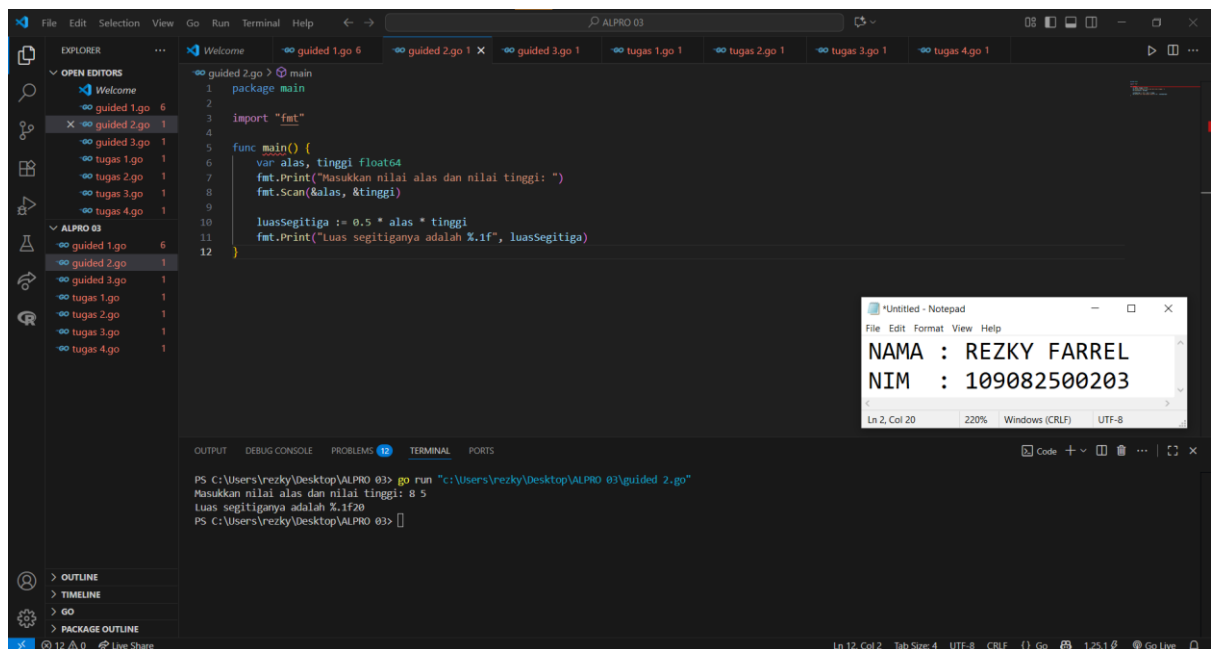 File Edit Selection View Go Run Terminal Help
ALPRO 03
EXPLORER
Welcome
guided 1.go 6
guided 2.go 1
guided 3.go 1
tugas 1.go 1
tugas 2.go 1
tugas 3.go 1
tugas 4.go 1
OPEN EDITORS
Welcome
guided 1.go 6
guided 2.go 1
guided 3.go 1
tugas 1.go 1
tugas 2.go 1
tugas 3.go 1
tugas 4.go 1
ALPRO 03
guided 1.go 6
guided 2.go 1
guided 3.go 1
tugas 1.go 1
tugas 2.go 1
tugas 3.go 1
tugas 4.go 1
OUTLINE
TIMELINE
GO
PACKAGE OUTLINE
guided 2.go > main
1 package main
2
3 import "fmt"
4
5 func main() {
6 var alas, tinggi float64
7 fmt.Print("Masukkan nilai alas dan nilai tinggi: ")
8 fmt.Scan(&alas, &tinggi)
9
10 luasSegitiga := 0.5 * alas * tinggi
11 fmt.Print("Luas segitiganya adalah %.1f", luasSegitiga)
12 }
*Untitled - Notepad
File Edit Format View Help
NAMA : REZKY FARREL
NIM : 109082500203
Ln 2, Col 20 220% Windows (CRLF) UTF-8
OUTPUT DEBUG CONSOLE PROBLEMS 12 TERMINAL PORTS
Code
PS C:\Users\rezky\Desktop\ALPRO 03> go run "c:\Users\rezky\Desktop\ALPRO 03\guided 2.go"
Masukkan nilai alas dan nilai tinggi: 8 5
Luas segitiganya adalah %.1f20
PS C:\Users\rezky\Desktop\ALPRO 03>
12 0 Live Share
Ln 12, Col 2 Tab Size: 4 UTF-8 CRLF {} Go 1.25.1 Go Live